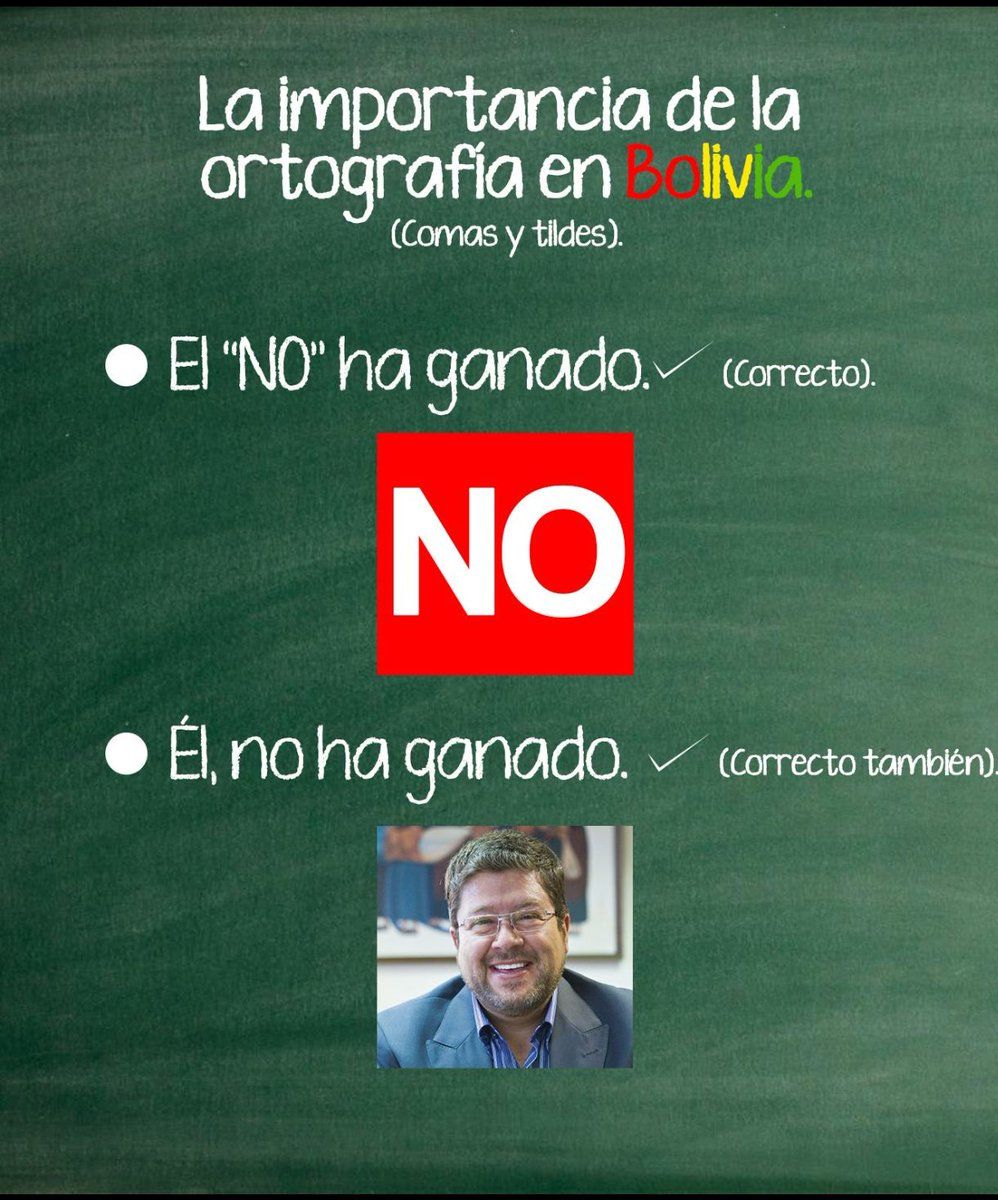 La importancia de la
ortografía en Bolivia.
(Comas y tildes).
El "NO" ha ganado. (Correcto).
NO
Él, no ha ganado. (Correcto también).